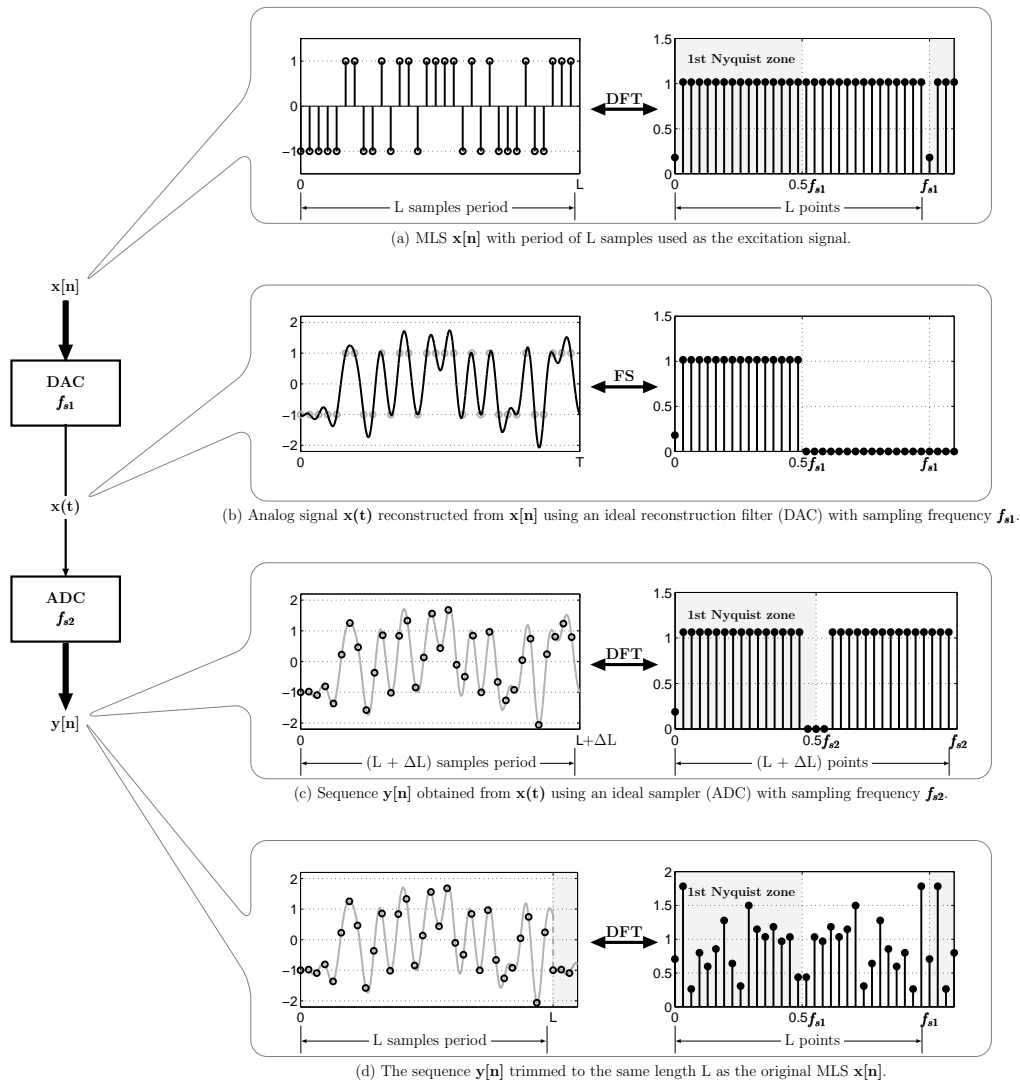 1
0
−1
0
L
L samples period
DFT
1.5
1
0.5
0
1st Nyquist zone
0
0.5fs1
fs1
L points
(a) MLS x[n] with period of L samples used as the excitation signal.
x[n]
DAC
fs1
x(t)
ADC
fs2
y[n]
2
1
0
−1
−2
0
T
FS
1.5
1
0.5
0
0
0.5fs1
fs1
(b) Analog signal x(t) reconstructed from x[n] using an ideal reconstruction filter (DAC) with sampling frequency fs1.
2
1
0
−1
−2
0
L+ΔL
(L + ΔL) samples period
DFT
1.5
1
0.5
0
1st Nyquist zone
0
0.5fs2
fs2
(L + ΔL) points
(c) Sequence y[n] obtained from x(t) using an ideal sampler (ADC) with sampling frequency fs2.
2
1
0
−1
−2
0
L
L samples period
DFT
2
1.5
1
0.5
0
1st Nyquist zone
0
0.5fs1
fs1
L points
(d) The sequence y[n] trimmed to the same length L as the original MLS x[n].